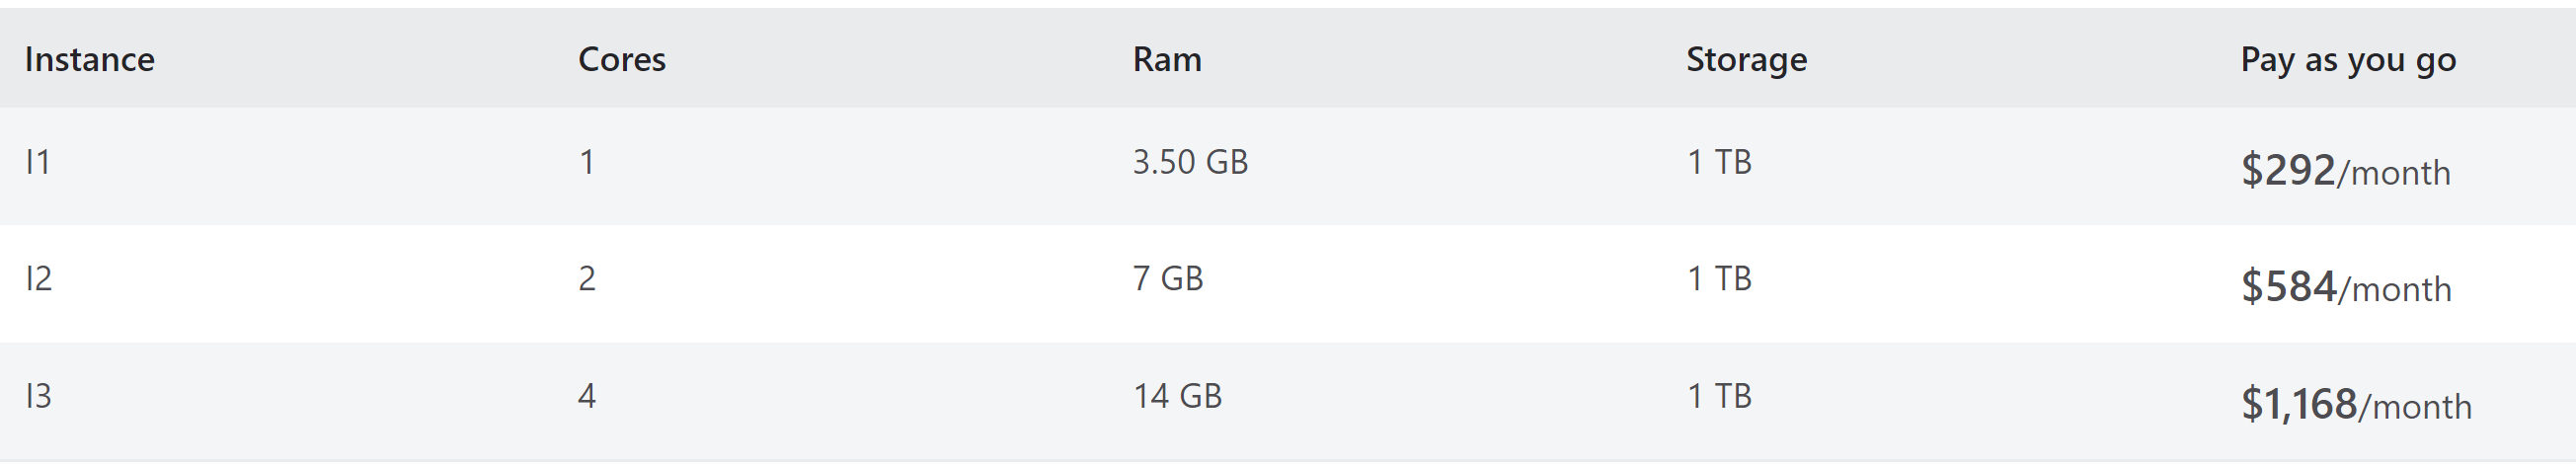 Instance Cores Ram Storage Pay as you go
I1 1 3.50 GB 1 TB $292/month
I2 2 7 GB 1 TB $584/month
I3 4 14 GB 1 TB $1,168/month